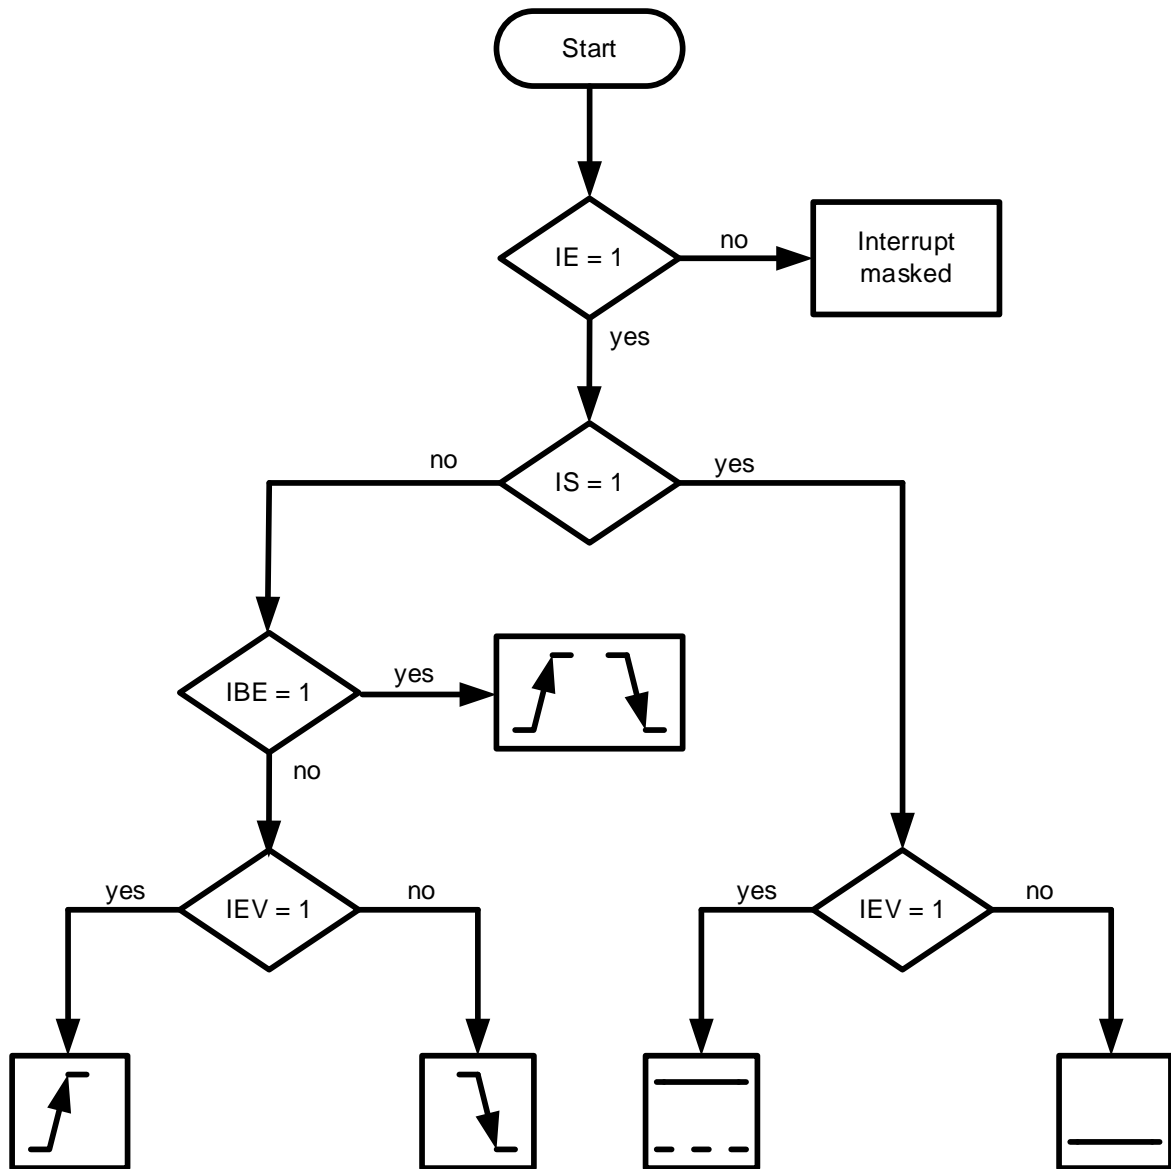 Start
IE = 1
no
Interrupt
masked
yes
no
IS = 1
yes
IBE = 1
yes
no
yes
IEV = 1
no
yes
IEV = 1
no